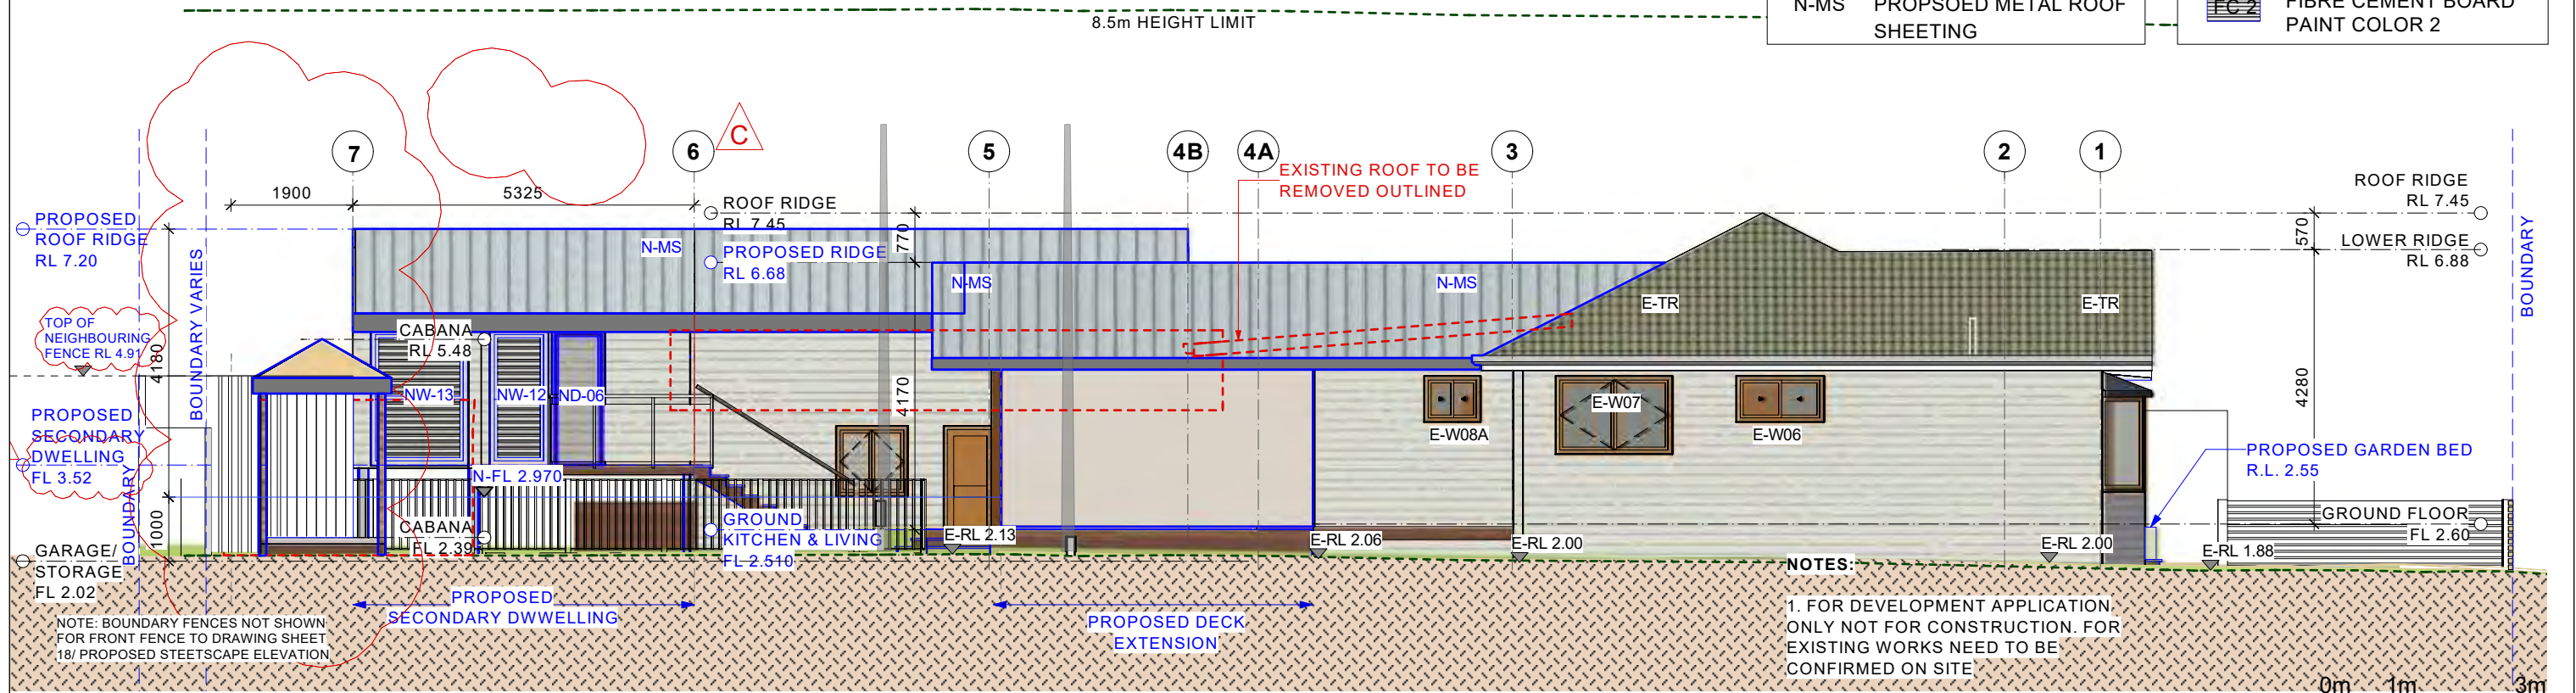 8.5m HEIGHT LIMIT
N-MS PROPSOED METAL ROOF
SHEETING
FC 2 FIBRE CEMENT BOARD
PAINT COLOR 2
7
6
C
5
4B
4A
3
2
1
EXISTING ROOF TO BE
REMOVED OUTLINED
1900
5325
ROOF RIDGE
RL 7.45
PROPOSED RIDGE
RL 6.68
770
ROOF RIDGE
RL 7.45
570
LOWER RIDGE
RL 6.88
BOUNDARY
PROPOSED
ROOF RIDGE
RL 7.20
BOUNDARY VARIES
N-MS
N-MS
N-MS
E-TR
E-TR
TOP OF
NEIGHBOURING
FENCE RL 4.91
4180
CABANA
RL 5.48
NW-13
NW-12
ND-06
4170
E-W07
E-W08A
E-W06
4280
PROPOSED
SECONDARY
DWELLING
FL 3.52
BOUNDARY
1000
N-FL 2.970
CABANA
FL 2.39
GROUND
KITCHEN & LIVING
FL 2.510
E-RL 2.13
E-RL 2.06
E-RL 2.00
E-RL 2.00
E-RL 1.88
PROPOSED GARDEN BED
R.L. 2.55
GROUND FLOOR
FL 2.60
GARAGE/
STORAGE
FL 2.02
PROPOSED
SECONDARY DWWELLING
PROPOSED DECK
EXTENSION
NOTE: BOUNDARY FENCES NOT SHOWN
FOR FRONT FENCE TO DRAWING SHEET
18/ PROPOSED STEETSCAPE ELEVATION
NOTES:
1. FOR DEVELOPMENT APPLICATION
ONLY NOT FOR CONSTRUCTION. FOR
EXISTING WORKS NEED TO BE
CONFIRMED ON SITE
0m 1m 3m